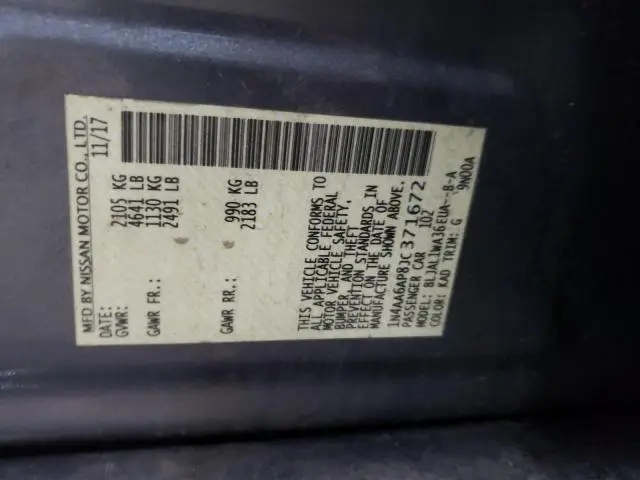 MFD BY NISSAN MOTOR CO., LTD.
DATE: 11/17
GVWR: 2105 KG
4641 LB
GAWR FR.: 1130 KG
2491 LB
GAWR RR.: 990 KG
2183 LB
THIS VEHICLE CONFORMS TO
ALL APPLICABLE FEDERAL
MOTOR VEHICLE SAFETY,
BUMPER, AND THEFT
PREVENTION STANDARDS IN
EFFECT ON THE DATE OF
MANUFACTURE SHOWN ABOVE.
1N4AA6AP8JC371672
PASSENGER CAR 102
MODEL: BLJALLWA36EUA--B-A
COLOR: KAD TRIM: G 9N00A